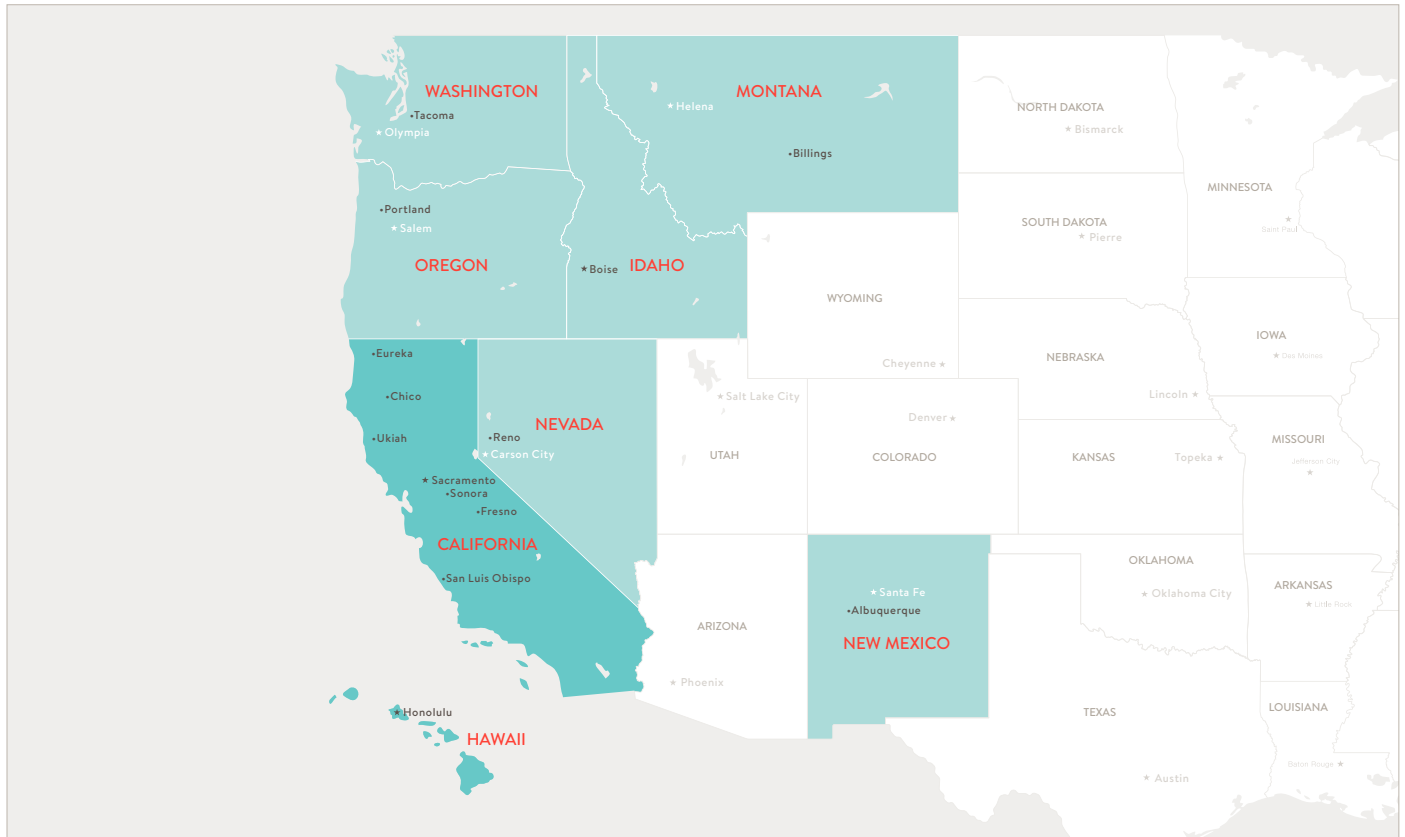 WASHINGTON
•Tacoma
★ Olympia
MONTANA
★ Helena
•Billings
NORTH DAKOTA
★ Bismarck
MINNESOTA
★
Saint Paul
•Portland
★ Salem
OREGON
★ Boise
IDAHO
SOUTH DAKOTA
★ Pierre
WYOMING
Cheyenne ★
NEBRASKA
Lincoln ★
IOWA
★ Des Moines
•Eureka
•Chico
•Ukiah
NEVADA
•Reno
★ Carson City
★ Sacramento
•Sonora
•Fresno
CALIFORNIA
•San Luis Obispo
★ Salt Lake City
UTAH
Denver ★
COLORADO
KANSAS
Topeka ★
MISSOURI
Jefferson City
★
ARIZONA
★ Phoenix
★ Santa Fe
•Albuquerque
NEW MEXICO
OKLAHOMA
★ Oklahoma City
ARKANSAS
★ Little Rock
★ Honolulu
HAWAII
TEXAS
★ Austin
LOUISIANA
Baton Rouge ★